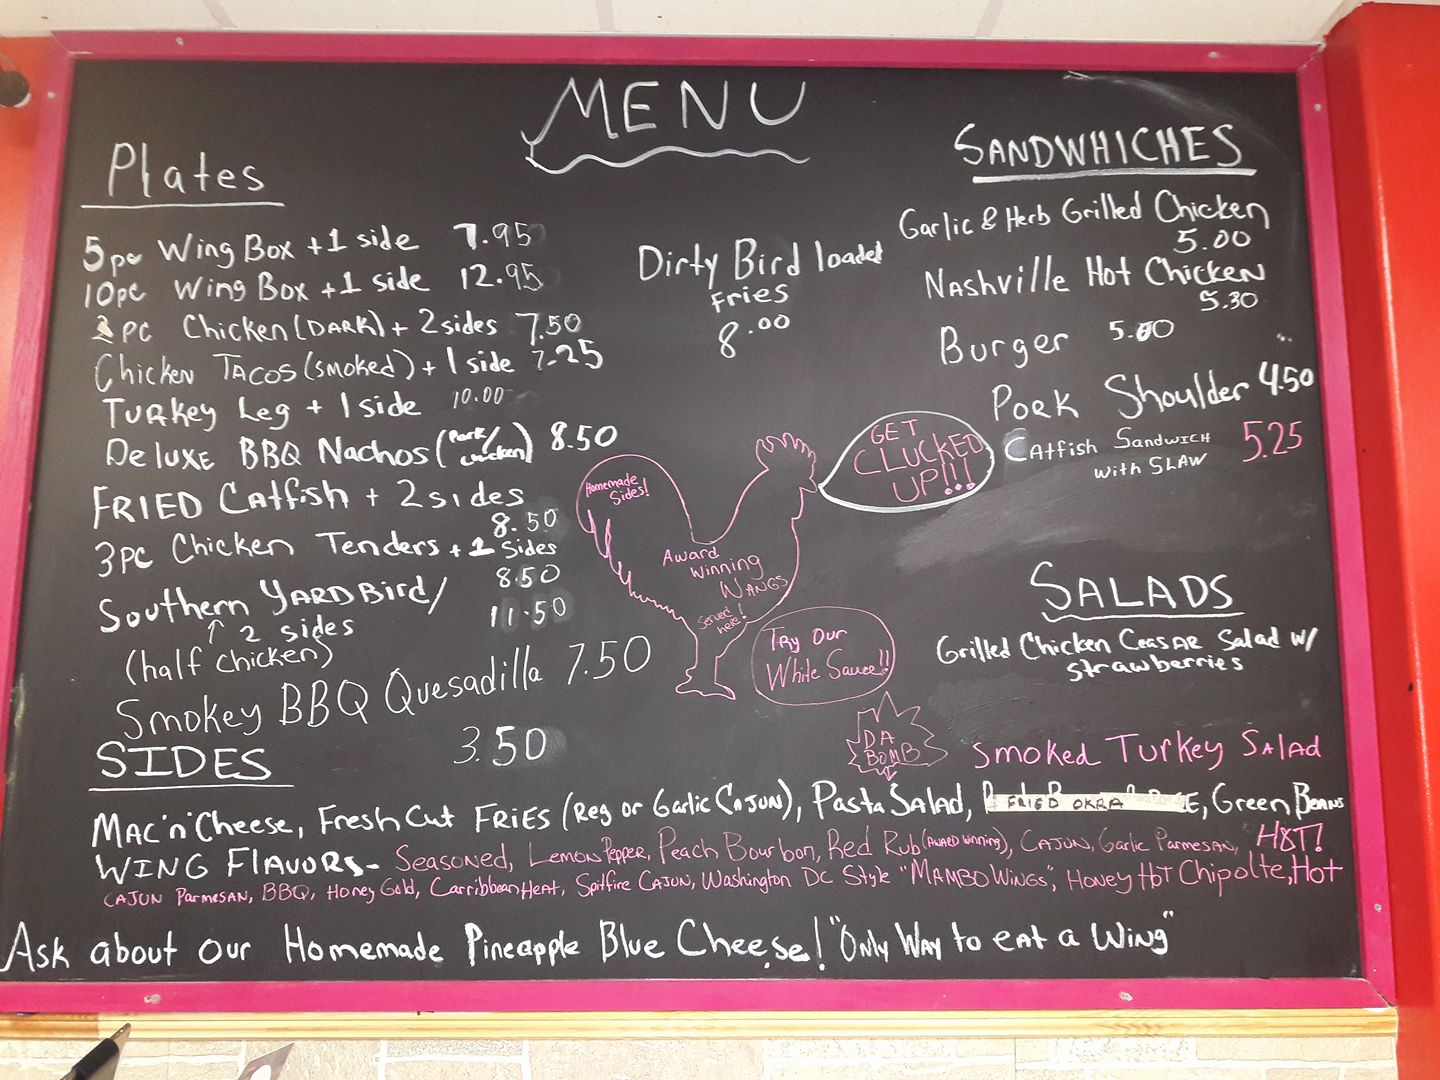 MENU
Plates
5pc Wing Box + 1 side 7.95
10pc Wing Box + 1 side 12.95
2 PC Chicken (DARK) + 2 sides 7.50
Chicken TACOS (smoked) + 1 side 7.25
Turkey Leg + 1 side 10.00
Deluxe BBQ Nachos (Pork/chicken) 8.50
FRIED Catfish + 2 sides
8.50
3PC Chicken Tenders + 1 sides
8.50
Southern YARDBird/ 11.50
↑ 2 sides
(half chicken)
Smokey BBQ Quesadilla 7.50
Dirty Bird loaded
fries
8.00
SANDWHICHES
Garlic & Herb Grilled Chicken
5.00
Nashville Hot Chicken
5.30
Burger 5.00
Pork Shoulder 4.50
Catfish Sandwich 5.25
with SLAW
GET
CLUCKED
UP!!!
Homemade
Sides!
Award
Winning
WANGS
Served
here!
Try Our
White Sauce!!
SALADS
Grilled Chicken Ceasar Salad w/
strawberries
DA
BOMB
Smoked Turkey Salad
SIDES 3.50
Mac'n'Cheese, Fresh Cut Fries (Reg or Garlic Cajun), Pasta Salad, FRIED OKRA, Green Beans
WING FLAVORS- Seasoned, Lemon Pepper, Peach Bourbon, Red Rub (AWARD Winning), CAJUN, Garlic Parmesan, HOT!
CAJUN Parmesan, BBQ, Honey Gold, Carribbean Heat, Spitfire CAJUN, Washington DC Style "MAMBO WINGS", Honey Hot Chipolte, Hot
Ask about our Homemade Pineapple Blue Cheese! "Only Way to eat a Wing"